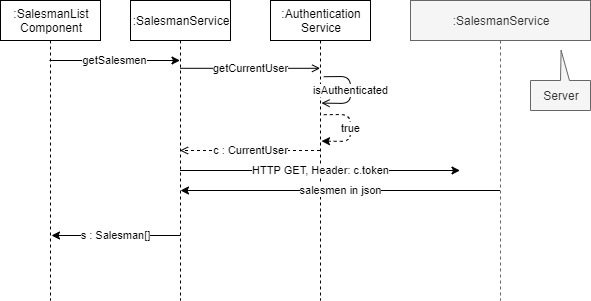 :SalesmanList
Component
:SalesmanService
:Authentication
Service
:SalesmanService
Server
getSalesmen
getCurrentUser
isAuthenticated
true
c : CurrentUser
HTTP GET, Header: c.token
salesmen in json
s : Salesman[]